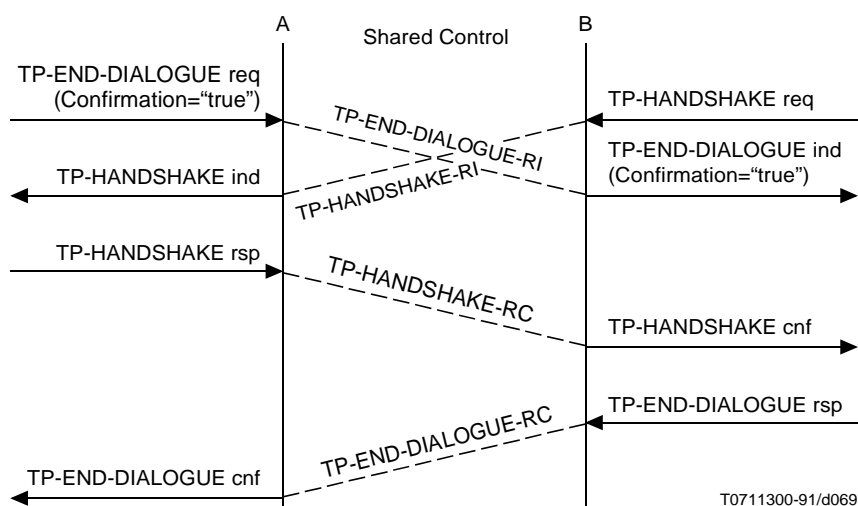 A
Shared Control
B
TP-END-DIALOGUE req
(Confirmation=“true”)
TP-HANDSHAKE req
TP-END-DIALOGUE-RI
TP-END-DIALOGUE ind
(Confirmation=“true”)
TP-HANDSHAKE ind
TP-HANDSHAKE-RI
TP-HANDSHAKE rsp
TP-HANDSHAKE-RC
TP-HANDSHAKE cnf
TP-END-DIALOGUE rsp
TP-END-DIALOGUE-RC
TP-END-DIALOGUE cnf
T0711300-91/d069